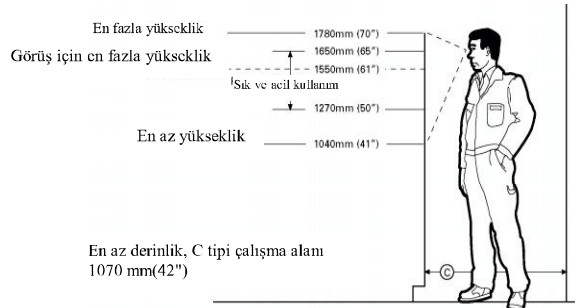 En fazla yükseklik 1780mm (70")
Görüş için en fazla yükseklik 1650mm (65")
1550mm (61")
Sık ve acil kullanım
1270mm (50")
En az yükseklik 1040mm (41")
En az derinlik, C tipi çalışma alanı
1070 mm(42")
C